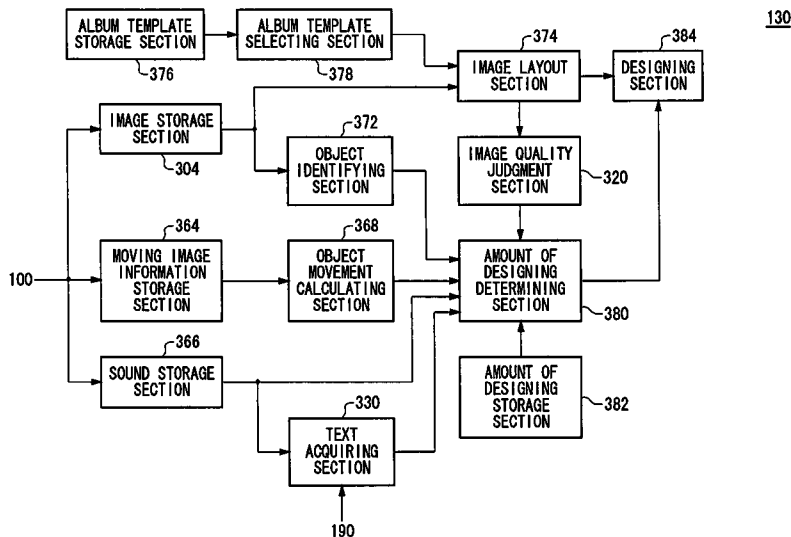 130
ALBUM TEMPLATE
STORAGE SECTION
376
ALBUM TEMPLATE
SELECTING SECTION
378
374
IMAGE LAYOUT
SECTION
384
DESIGNING
SECTION
IMAGE STORAGE
SECTION
304
372
OBJECT
IDENTIFYING
SECTION
IMAGE QUALITY
JUDGMENT
SECTION
320
364
MOVING IMAGE
INFORMATION
STORAGE
SECTION
368
OBJECT
MOVEMENT
CALCULATING
SECTION
AMOUNT OF
DESIGNING
DETERMINING
SECTION
380
100
366
SOUND STORAGE
SECTION
330
TEXT
ACQUIRING
SECTION
AMOUNT OF
DESIGNING
STORAGE
SECTION
382
190